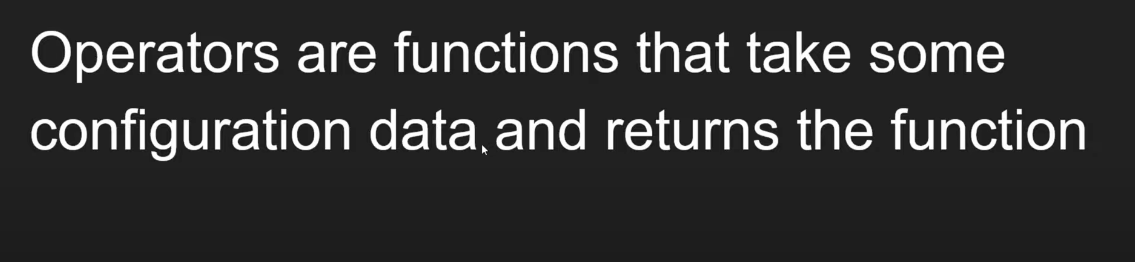 Operators are functions that take some
configuration data and returns the function